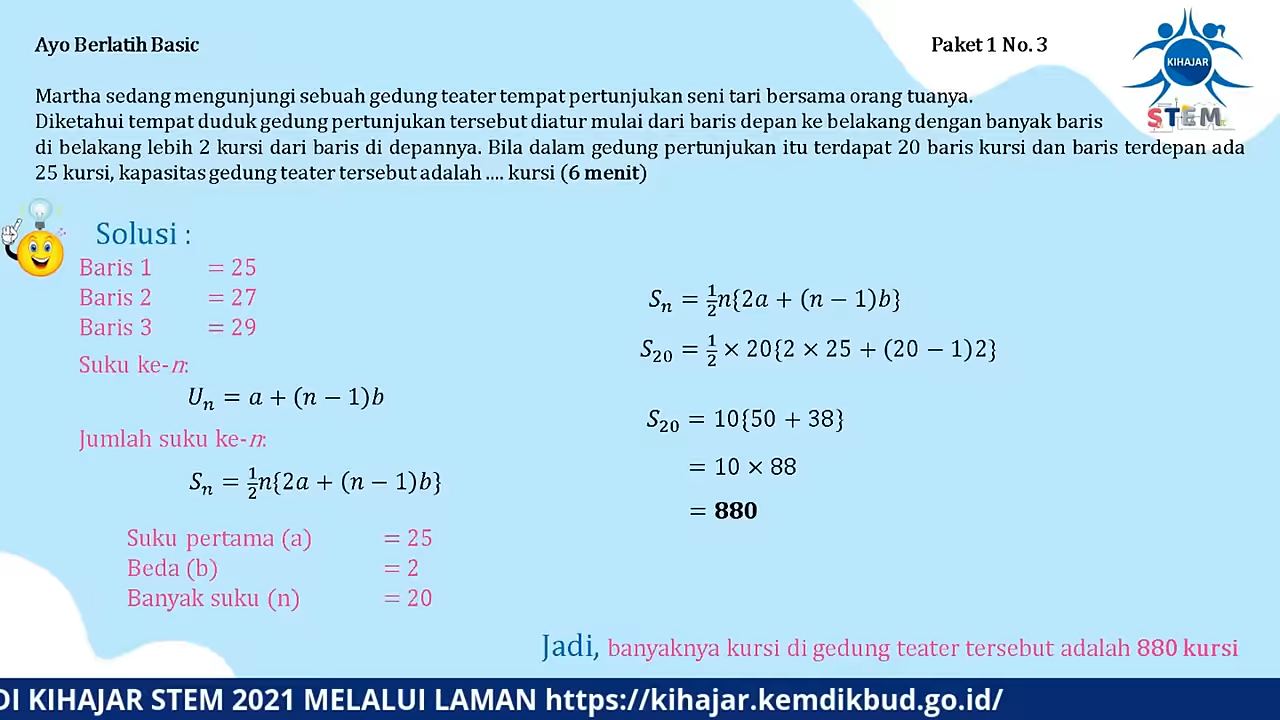 Ayo Berlatih Basic
Paket 1 No. 3
KIHAJAR
STEM
Martha sedang mengunjungi sebuah gedung teater tempat pertunjukan seni tari bersama orang tuanya.
Diketahui tempat duduk gedung pertunjukan tersebut diatur mulai dari baris depan ke belakang dengan banyak baris
di belakang lebih 2 kursi dari baris di depannya. Bila dalam gedung pertunjukan itu terdapat 20 baris kursi dan baris terdepan ada
25 kursi, kapasitas gedung teater tersebut adalah .... kursi (6 menit)
Solusi :
Baris 1 = 25
Baris 2 = 27
Baris 3 = 29
Suku ke-n:
Uₙ = a + (n − 1)b
Jumlah suku ke-n:
Sₙ = ½n{2a + (n − 1)b}
Suku pertama (a) = 25
Beda (b) = 2
Banyak suku (n) = 20
Sₙ = ½n{2a + (n − 1)b}
S₂₀ = ½ × 20{2 × 25 + (20 − 1)2}
S₂₀ = 10{50 + 38}
= 10 × 88
= 880
Jadi, banyaknya kursi di gedung teater tersebut adalah 880 kursi
DI KIHAJAR STEM 2021 MELALUI LAMAN https://kihajar.kemdikbud.go.id/